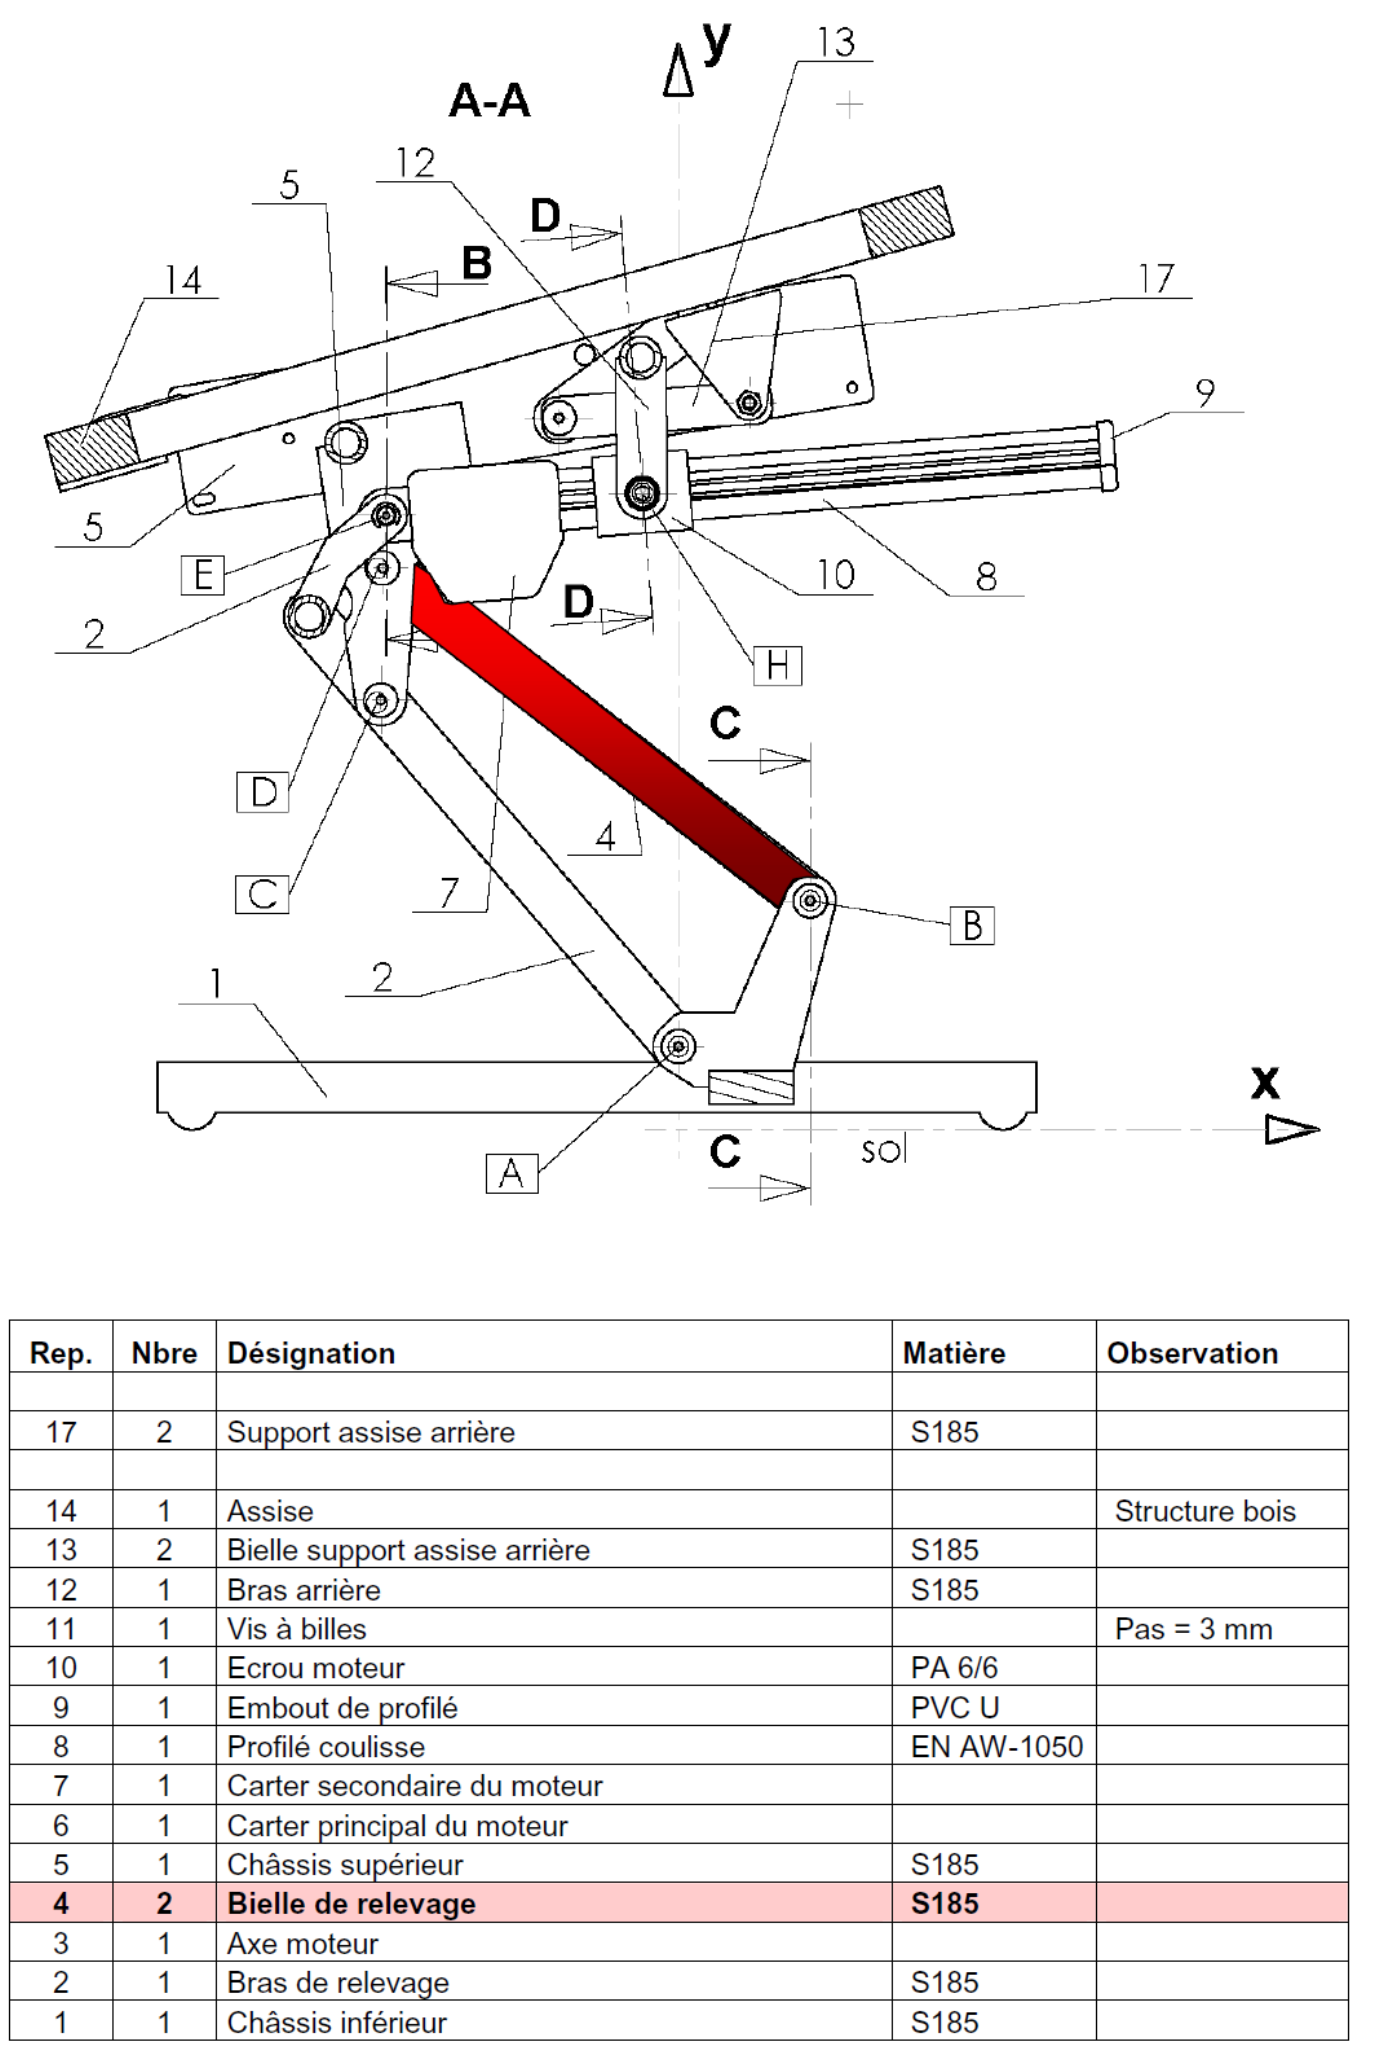 y
13
A-A
12
5
D
B
14
17
9
5
E
10
8
D
2
H
C
D
4
C
7
B
2
1
x
C
sol
A
Rep. Nbre Désignation Matière Observation
17 2 Support assise arrière S185
14 1 Assise Structure bois
13 2 Bielle support assise arrière S185
12 1 Bras arrière S185
11 1 Vis à billes Pas = 3 mm
10 1 Ecrou moteur PA 6/6
9 1 Embout de profilé PVC U
8 1 Profilé coulisse EN AW-1050
7 1 Carter secondaire du moteur
6 1 Carter principal du moteur
5 1 Châssis supérieur S185
4 2 Bielle de relevage S185
3 1 Axe moteur
2 1 Bras de relevage S185
1 1 Châssis inférieur S185